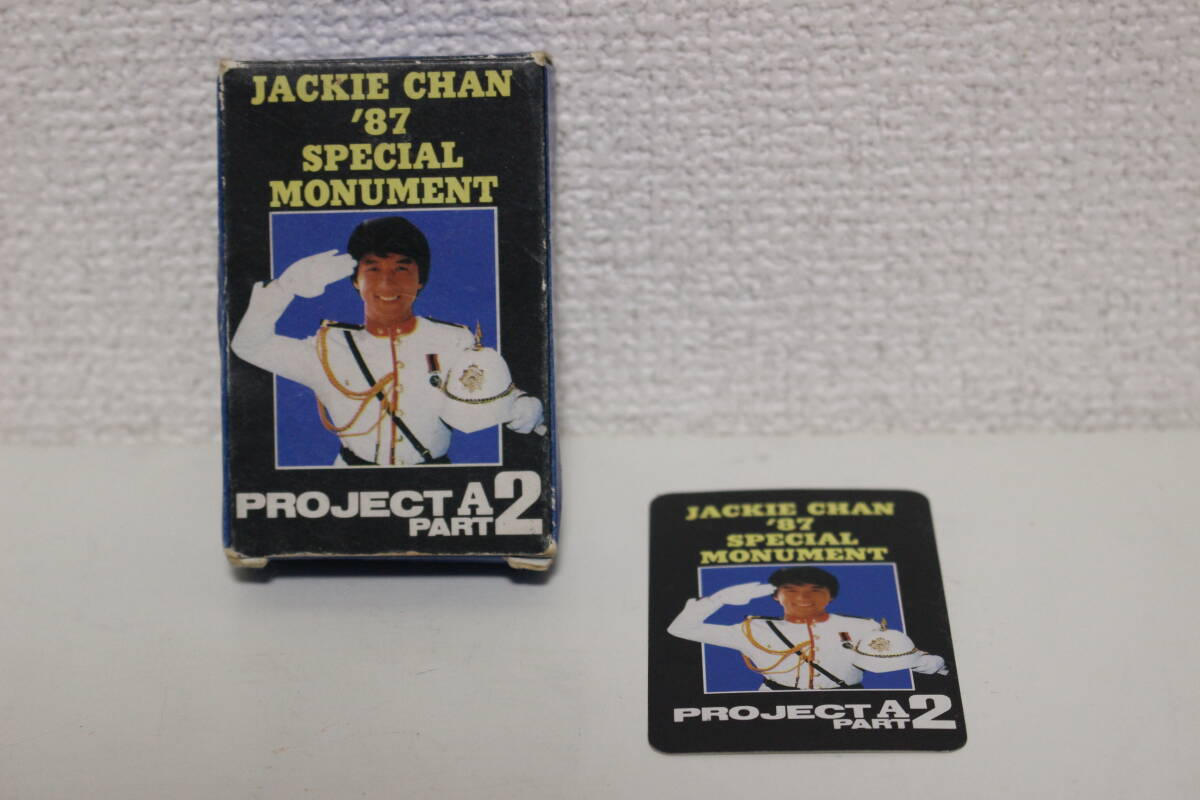 JACKIE CHAN
'87
SPECIAL
MONUMENT
PROJECT A
PART 2
JACKIE CHAN
'87
SPECIAL
MONUMENT
PROJECT A
PART 2